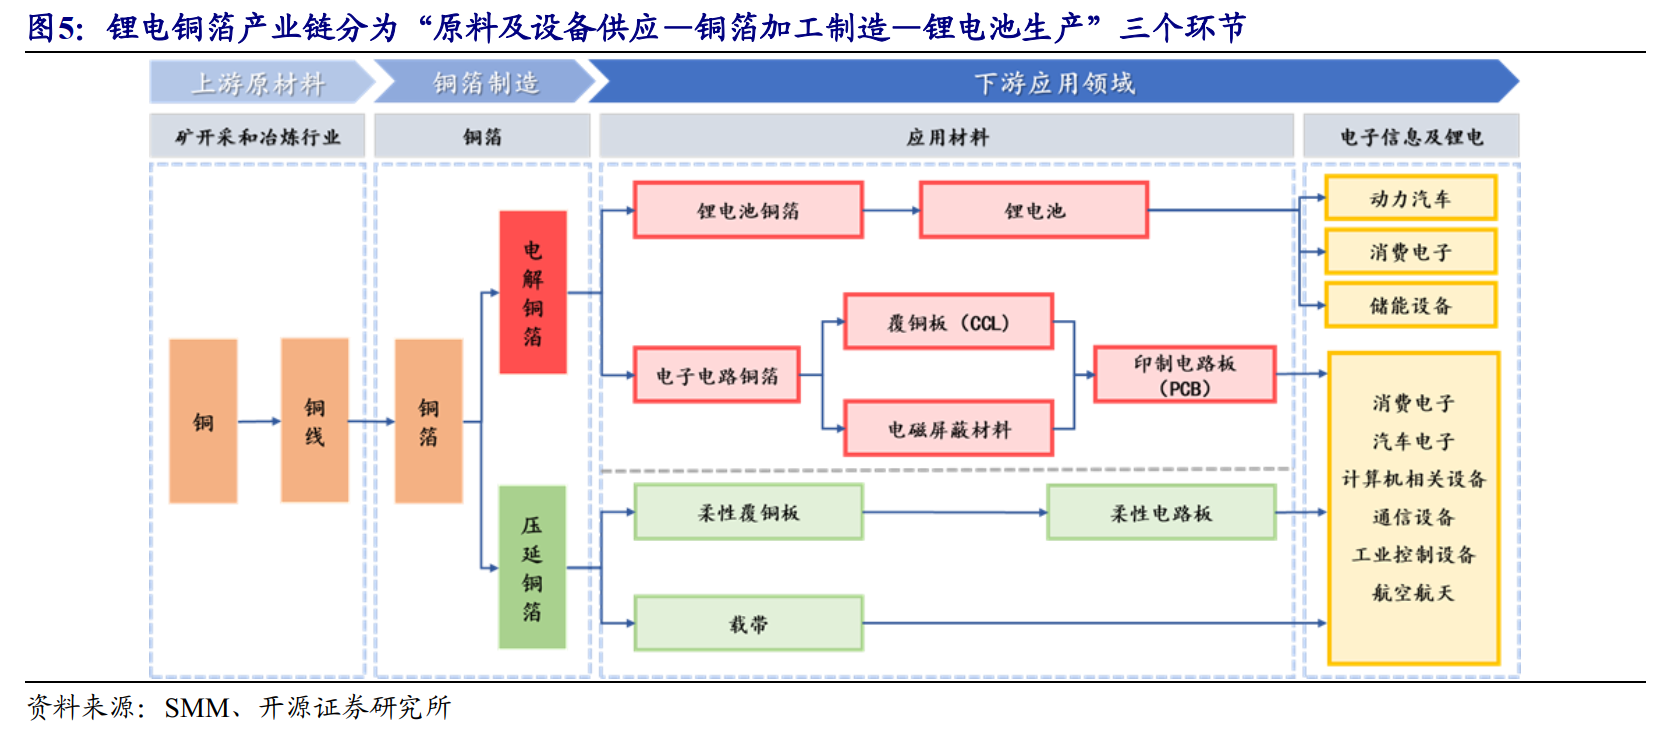 图5：锂电铜箔产业链分为“原料及设备供应—铜箔加工制造—锂电池生产”三个环节
上游原材料
铜箔制造
下游应用领域
矿开采和冶炼行业
铜箔
应用材料
电子信息及锂电
铜
铜线
铜箔
电解铜箔
压延铜箔
锂电池铜箔
锂电池
动力汽车
消费电子
储能设备
电子电路铜箔
覆铜板（CCL）
电磁屏蔽材料
印制电路板
（PCB）
柔性覆铜板
柔性电路板
载带
消费电子
汽车电子
计算机相关设备
通信设备
工业控制设备
航空航天
资料来源：SMM、开源证券研究所